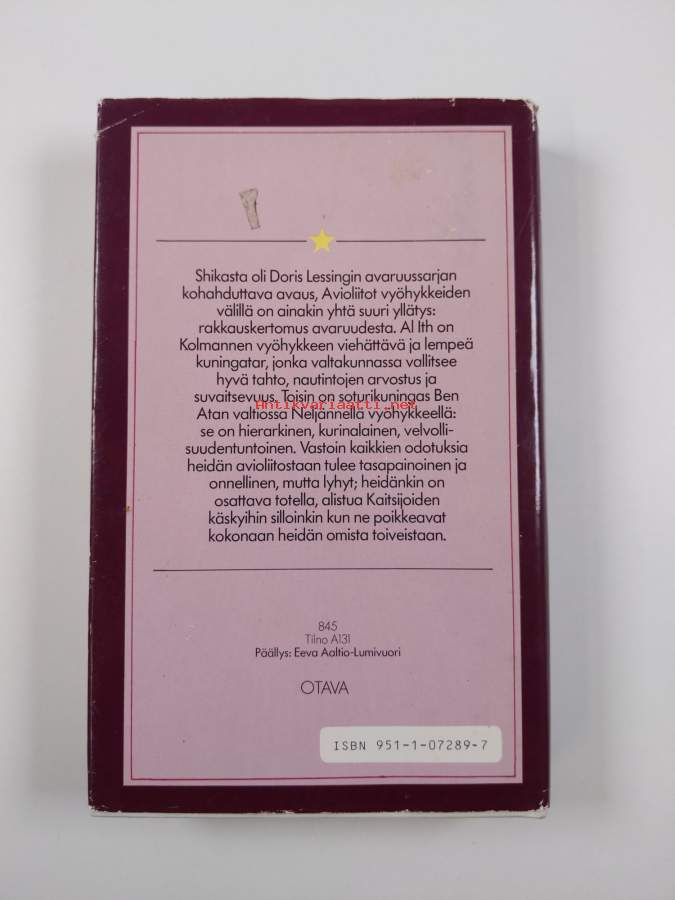 Shikasta oli Doris Lessingin avaruussarjan
kohahduttava avaus, Avioliitot vyöhykkeiden
välillä on ainakin yhtä suuri yllätys:
rakkauskertomus avaruudesta. Al Ith on
Kolmannen vyöhykkeen viehättävä ja lempeä
kuningatar, jonka valtakunnassa vallitsee
hyvä tahto, nautintojen arvostus ja
suvaitsevuus. Toisin on soturikuningas Ben
Antikvariaatti.net
Atan valtiossa Neljännellä vyöhykkeellä:
se on hierarkinen, kurinalainen, velvolli-
suudentuntoinen. Vastoin kaikkien odotuksia
heidän avioliitostaan tulee tasapainoinen ja
onnellinen, mutta lyhyt; heidänkin on
osattava totella, alistua Kaitsijoiden
käskyihin silloinkin kun ne poikkeavat
kokonaan heidän omista toiveistaan.
845
Tilno A131
Päällys: Eeva Aaltio-Lumivuori
OTAVA
ISBN 951-1-07289-7